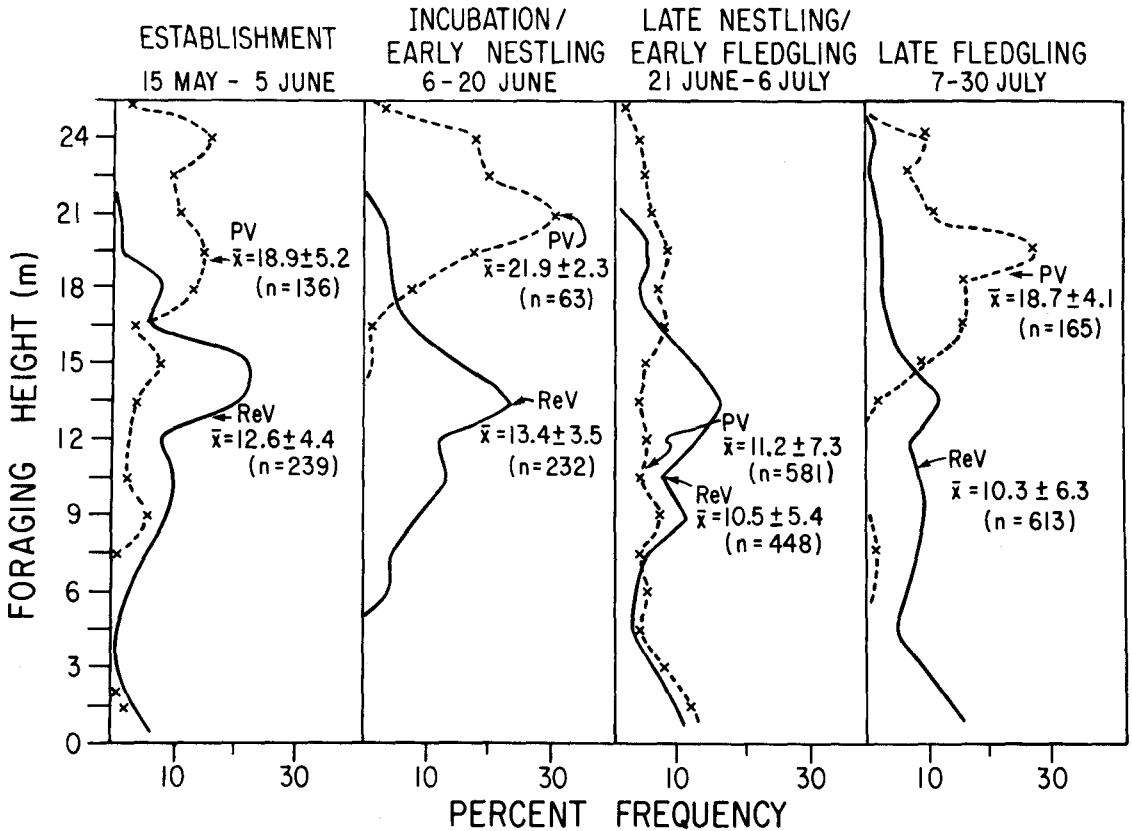 ESTABLISHMENT
15 MAY - 5 JUNE
INCUBATION/
EARLY NESTLING
6-20 JUNE
LATE NESTLING/
EARLY FLEDGLING
21 JUNE-6 JULY
LATE FLEDGLING
7-30 JULY
FORAGING HEIGHT (m)
24
21
18
15
12
9
6
3
0
PV
x̄=18.9±5.2
(n=136)
ReV
x̄=12.6±4.4
(n=239)
PV
x̄=21.9±2.3
(n=63)
ReV
x̄=13.4±3.5
(n=232)
PV
x̄=11.2±7.3
(n=581)
ReV
x̄=10.5±5.4
(n=448)
PV
x̄=18.7±4.1
(n=165)
ReV
x̄=10.3±6.3
(n=613)
10 30 10 30 10 30 10 30
PERCENT FREQUENCY